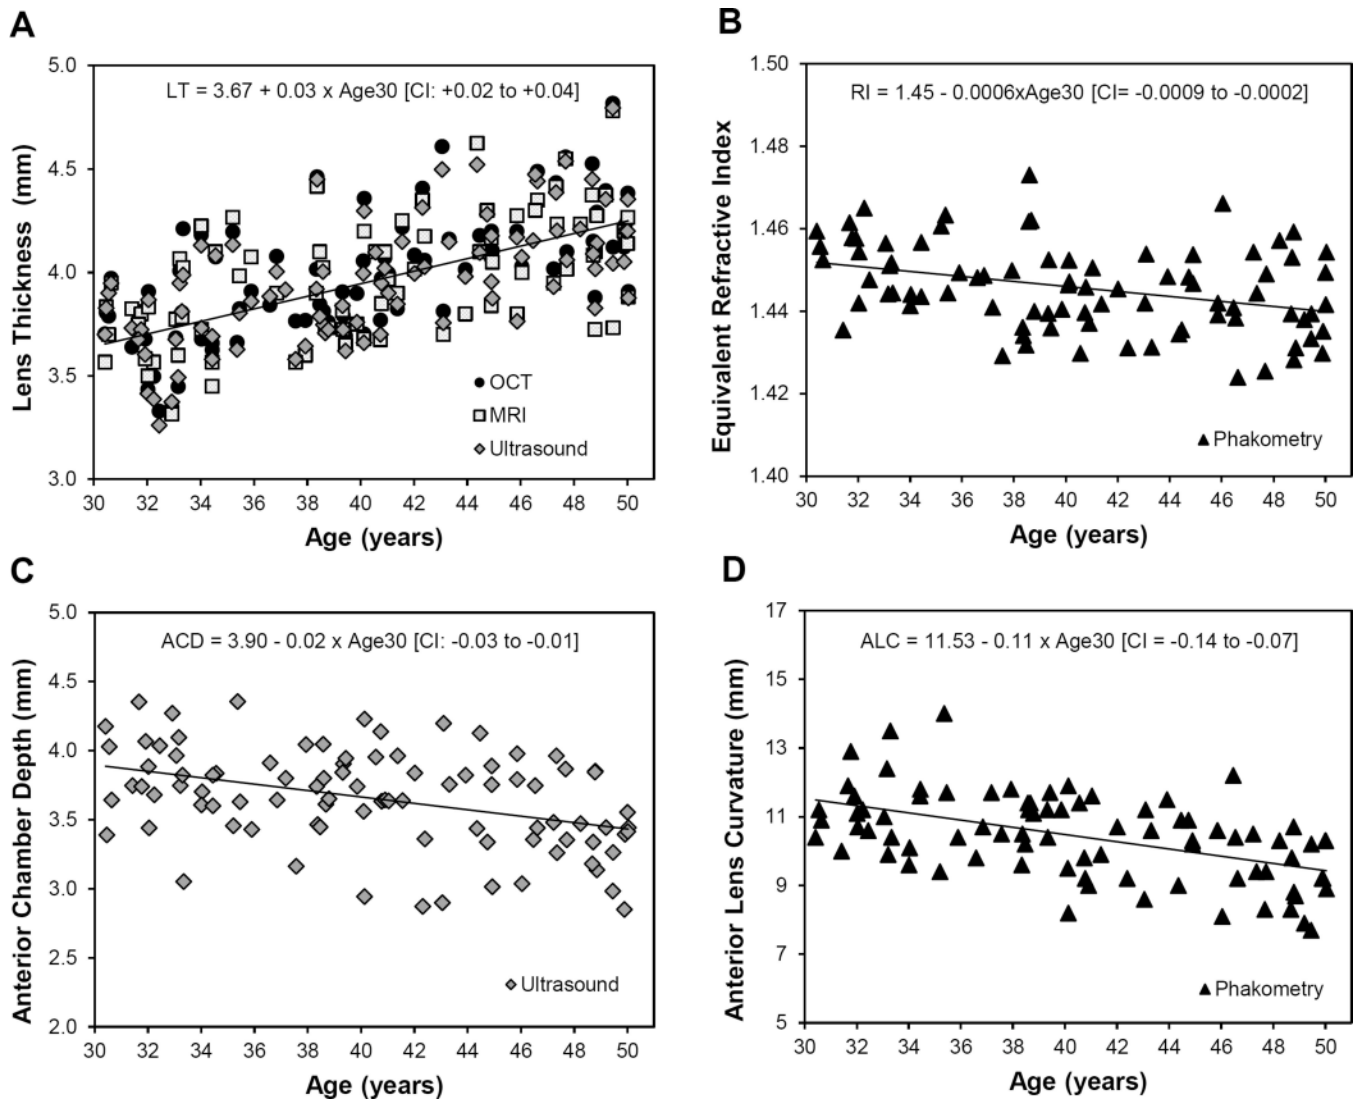 A
LT = 3.67 + 0.03 x Age30 [CI: +0.02 to +0.04]
Lens Thickness (mm)
5.0
4.5
4.0
3.5
3.0
OCT
MRI
Ultrasound
30 32 34 36 38 40 42 44 46 48 50
Age (years)
B
RI = 1.45 - 0.0006xAge30 [CI= -0.0009 to -0.0002]
Equivalent Refractive Index
1.50
1.48
1.46
1.44
1.42
1.40
Phakometry
30 32 34 36 38 40 42 44 46 48 50
Age (years)
C
ACD = 3.90 - 0.02 x Age30 [CI: -0.03 to -0.01]
Anterior Chamber Depth (mm)
5.0
4.5
4.0
3.5
3.0
2.5
2.0
Ultrasound
30 32 34 36 38 40 42 44 46 48 50
Age (years)
D
ALC = 11.53 - 0.11 x Age30 [CI = -0.14 to -0.07]
Anterior Lens Curvature (mm)
17
15
13
11
9
7
5
Phakometry
30 32 34 36 38 40 42 44 46 48 50
Age (years)